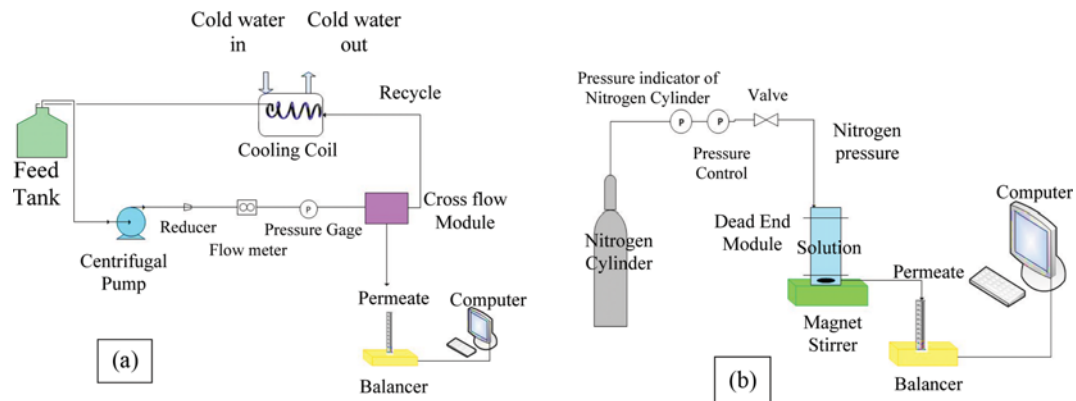 Cold water
in
Cold water
out
Recycle
Cooling Coil
Feed
Tank
Reducer
Flow meter
Pressure Gage
Cross flow
Module
Centrifugal
Pump
Permeate
Computer
Balancer
(a)
Pressure indicator of
Nitrogen Cylinder
Valve
P
P
P
Pressure
Control
Nitrogen
pressure
Nitrogen
Cylinder
Dead End
Module
Solution
Permeate
Computer
Magnet
Stirrer
Balancer
(b)